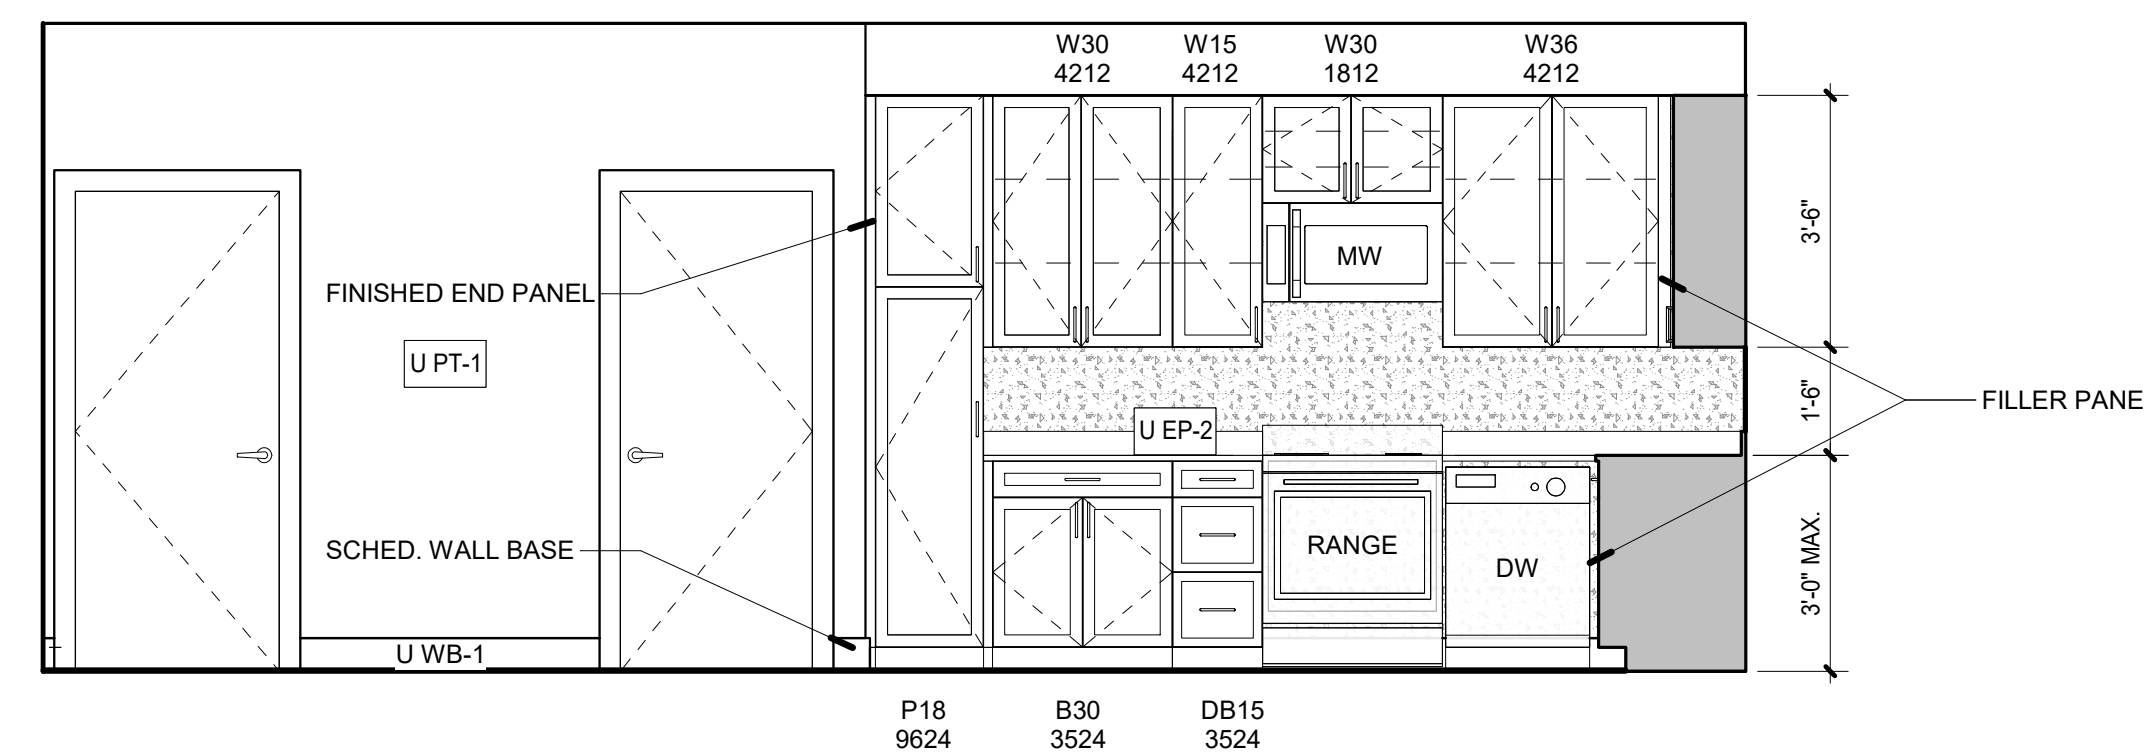 W30
4212
W15
4212
W30
1812
W36
4212
3'-6"
MW
FINISHED END PANEL
U PT-1
1'-6"
FILLER PANE
U EP-2
RANGE
DW
3'-0" MAX.
SCHED. WALL BASE
U WB-1
P18
9624
B30
3524
DB15
3524